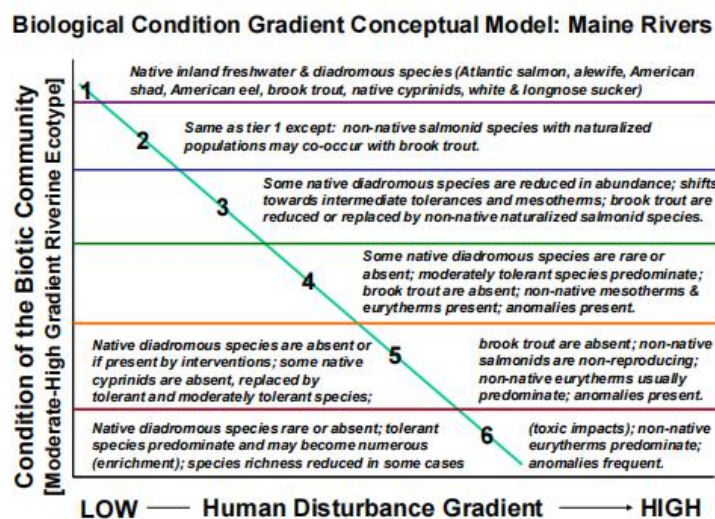 Biological Condition Gradient Conceptual Model: Maine Rivers
Condition of the Biotic Community
[Moderate-High Gradient Riverine Ecotype]
1
Native inland freshwater & diadromous species (Atlantic salmon, alewife, American
shad, American eel, brook trout, native cyprinids, white & longnose sucker)
2
Same as tier 1 except: non-native salmonid species with naturalized
populations may co-occur with brook trout.
3
Some native diadromous species are reduced in abundance; shifts
towards intermediate tolerances and mesotherms; brook trout are
reduced or replaced by non-native naturalized salmonid species.
4
Some native diadromous species are rare or
absent; moderately tolerant species predominate;
brook trout are absent; non-native mesotherms &
eurytherms present; anomalies present.
Native diadromous species are absent or
if present by interventions; some native
cyprinids are absent, replaced by
tolerant and moderately tolerant species;
5
brook trout are absent; non-native
salmonids are non-reproducing;
non-native eurytherms usually
predominate; anomalies present.
Native diadromous species rare or absent; tolerant
species predominate and may become numerous
(enrichment); species richness reduced in some cases
6
(toxic impacts); non-native
eurytherms predominate;
anomalies frequent.
LOW Human Disturbance Gradient HIGH